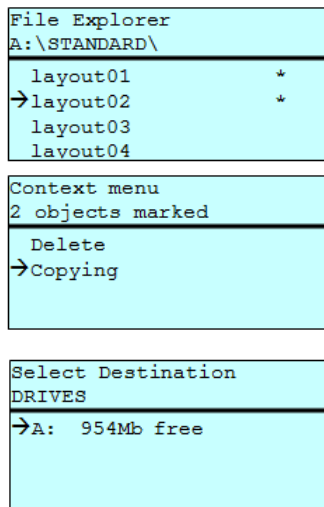 File Explorer
A:\STANDARD\
layout01 *
→layout02 *
layout03
layout04
Context menu
2 objects marked
Delete
→Copying
Select Destination
DRIVES
→A: 954Mb free